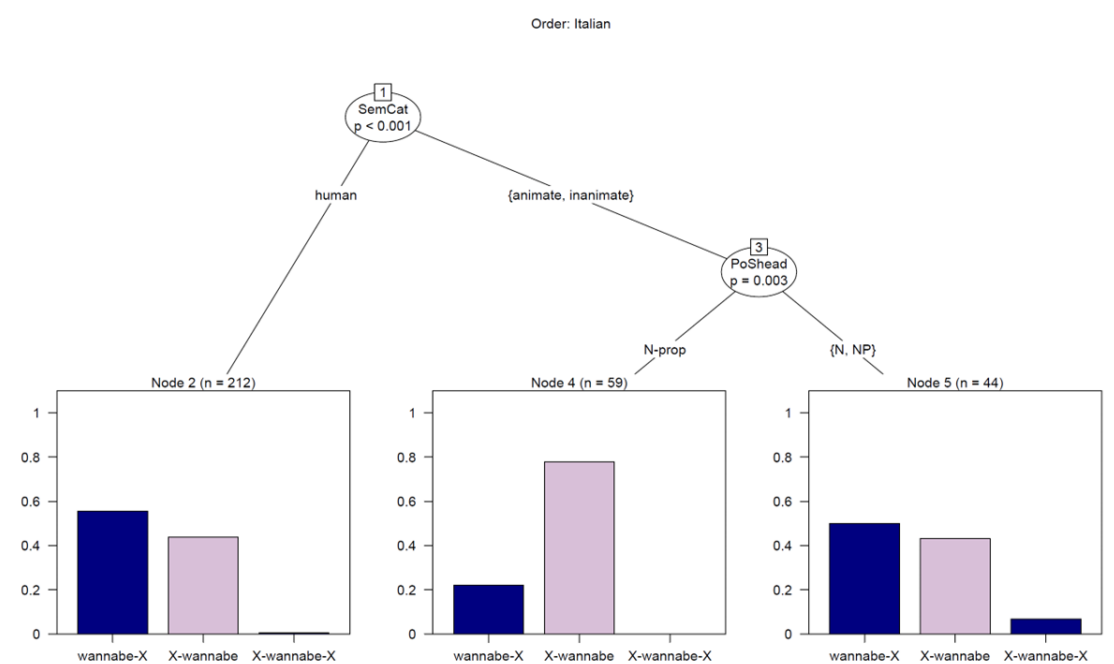 Order: Italian
1
SemCat
p < 0.001
human
{animate, inanimate}
3
PoShead
p = 0.003
N-prop
{N, NP}
Node 2 (n = 212)
1
0.8
0.6
0.4
0.2
0
wannabe-X X-wannabe X-wannabe-X
Node 4 (n = 59)
1
0.8
0.6
0.4
0.2
0
wannabe-X X-wannabe X-wannabe-X
Node 5 (n = 44)
1
0.8
0.6
0.4
0.2
0
wannabe-X X-wannabe X-wannabe-X